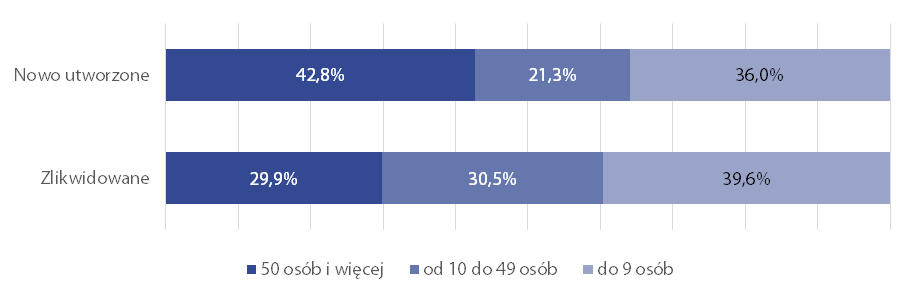 Nowo utworzone 42,8% 21,3% 36,0%
Zlikwidowane 29,9% 30,5% 39,6%
50 osób i więcej od 10 do 49 osób do 9 osób